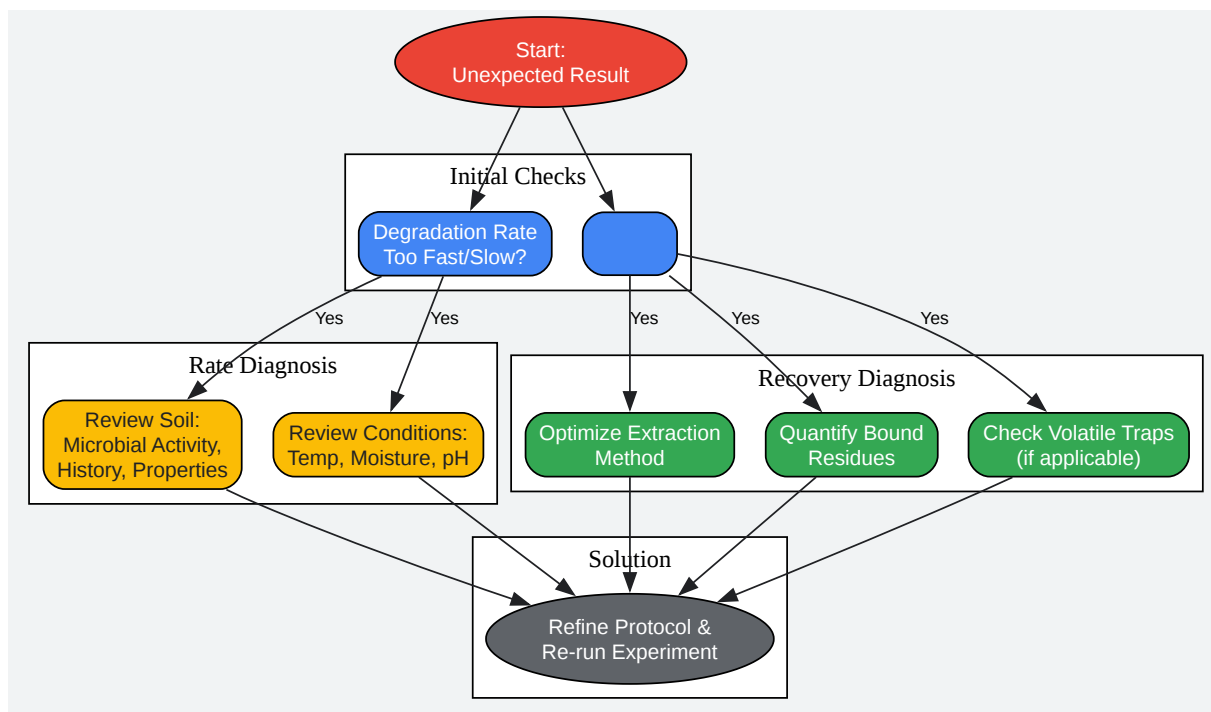 Start:
Unexpected Result
Initial Checks
Degradation Rate
Too Fast/Slow?
Yes
Yes
Yes
Yes
Yes
Rate Diagnosis
Review Soil:
Microbial Activity,
History, Properties
Review Conditions:
Temp, Moisture, pH
Recovery Diagnosis
Optimize Extraction
Method
Quantify Bound
Residues
Check Volatile Traps
(if applicable)
Solution
Refine Protocol &
Re-run Experiment